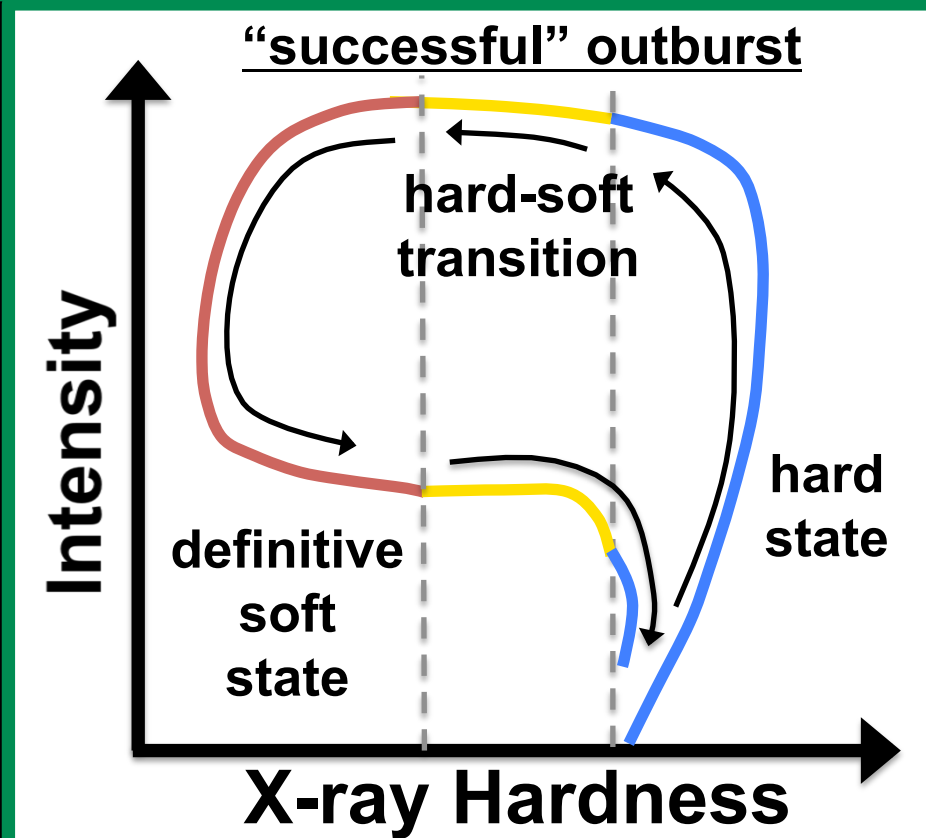 “successful” outburst
hard-soft
transition
Intensity
hard
state
definitive
soft
state
X-ray Hardness